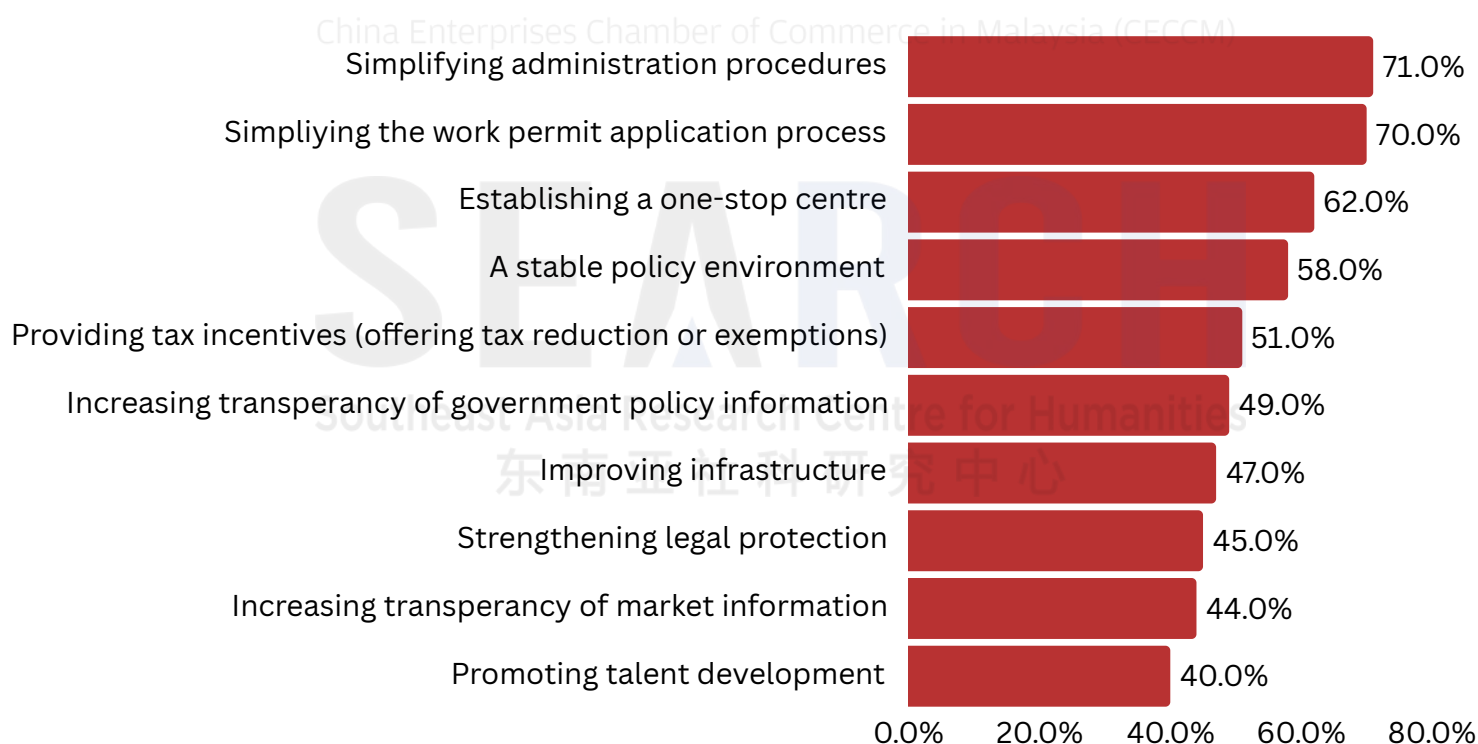 China Enterprises Chamber of Commerce in Malaysia (CECCM)
Simplifying administration procedures 71.0%
Simpliying the work permit application process 70.0%
SEARCH
Establishing a one-stop centre 62.0%
A stable policy environment 58.0%
Providing tax incentives (offering tax reduction or exemptions) 51.0%
Increasing transperancy of government policy information 49.0%
Southeast Asia Research Centre for Humanities
Improving infrastructure 47.0%
东南亚社科研究中心
Strengthening legal protection 45.0%
Increasing transperancy of market information 44.0%
Promoting talent development 40.0%
0.0% 20.0% 40.0% 60.0% 80.0%